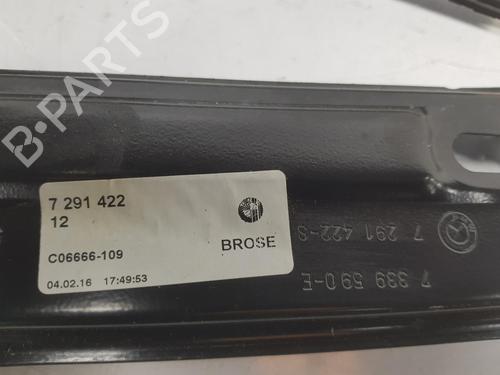 7 291 422
12
C06666-109
04.02.16 17:49:53
BROSE
7 291 422-S
7 339 590-E
B-PARTS